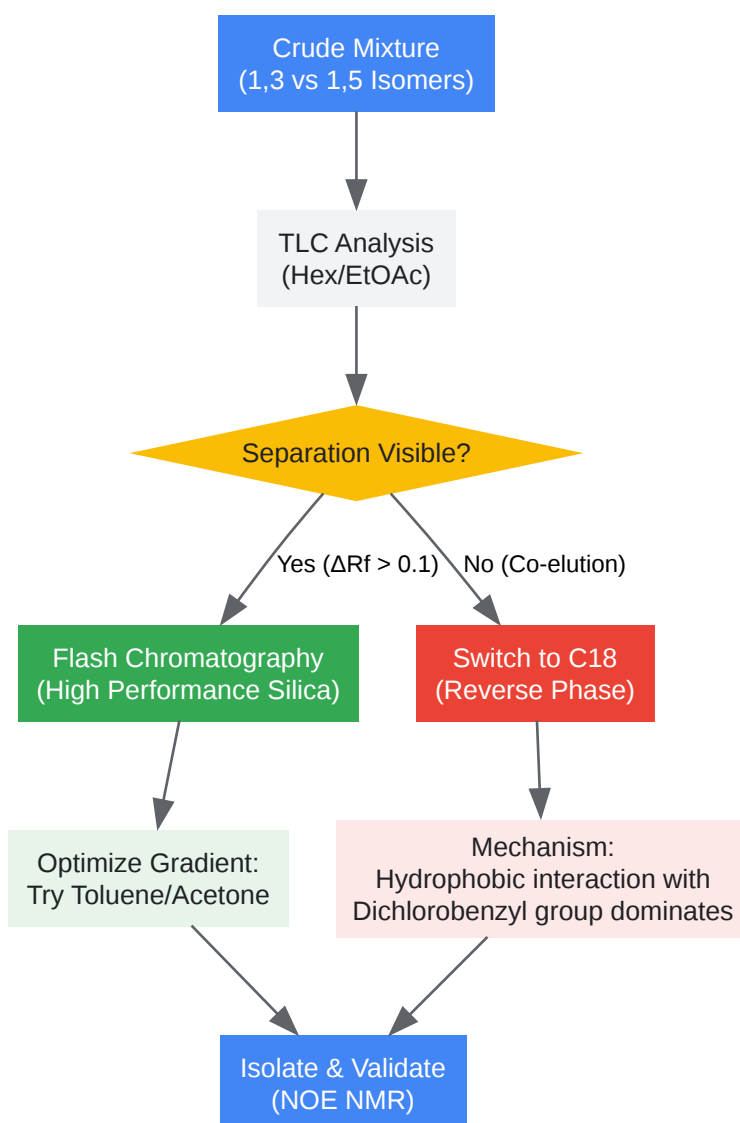 Crude Mixture
(1,3 vs 1,5 Isomers)
TLC Analysis
(Hex/EtOAc)
Separation Visible?
Yes (ΔRf > 0.1)
No (Co-elution)
Flash Chromatography
(High Performance Silica)
Switch to C18
(Reverse Phase)
Optimize Gradient:
Try Toluene/Acetone
Mechanism:
Hydrophobic interaction with
Dichlorobenzyl group dominates
Isolate & Validate
(NOE NMR)